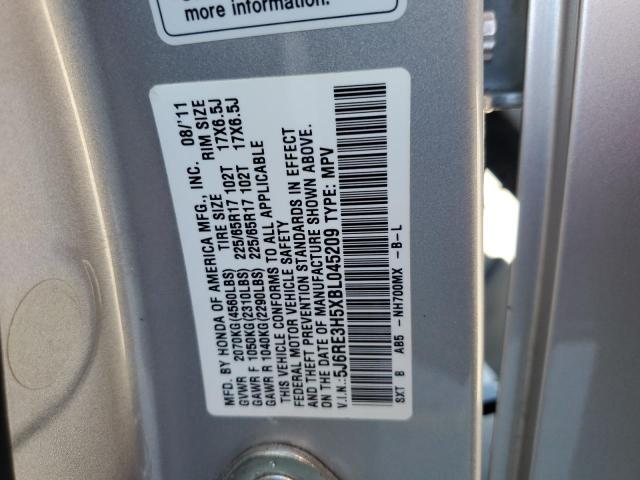 more information.
MFD. BY HONDA OF AMERICA MFG., INC. 08/'11
GVWR 2070KG(4560LBS) TIRE SIZE RIM SIZE
GAWR F 1050KG(2310LBS) 225/65R17 102T 17X6.5J
GAWR R 1040KG(2290LBS) 225/65R17 102T 17X6.5J
THIS VEHICLE CONFORMS TO ALL APPLICABLE
FEDERAL MOTOR VEHICLE SAFETY
AND THEFT PREVENTION STANDARDS IN EFFECT
ON THE DATE OF MANUFACTURE SHOWN ABOVE.
V.I.N.:5J6RE3H5XBL045209 TYPE: MPV
SXT B AB5 -NH700MX -B-L